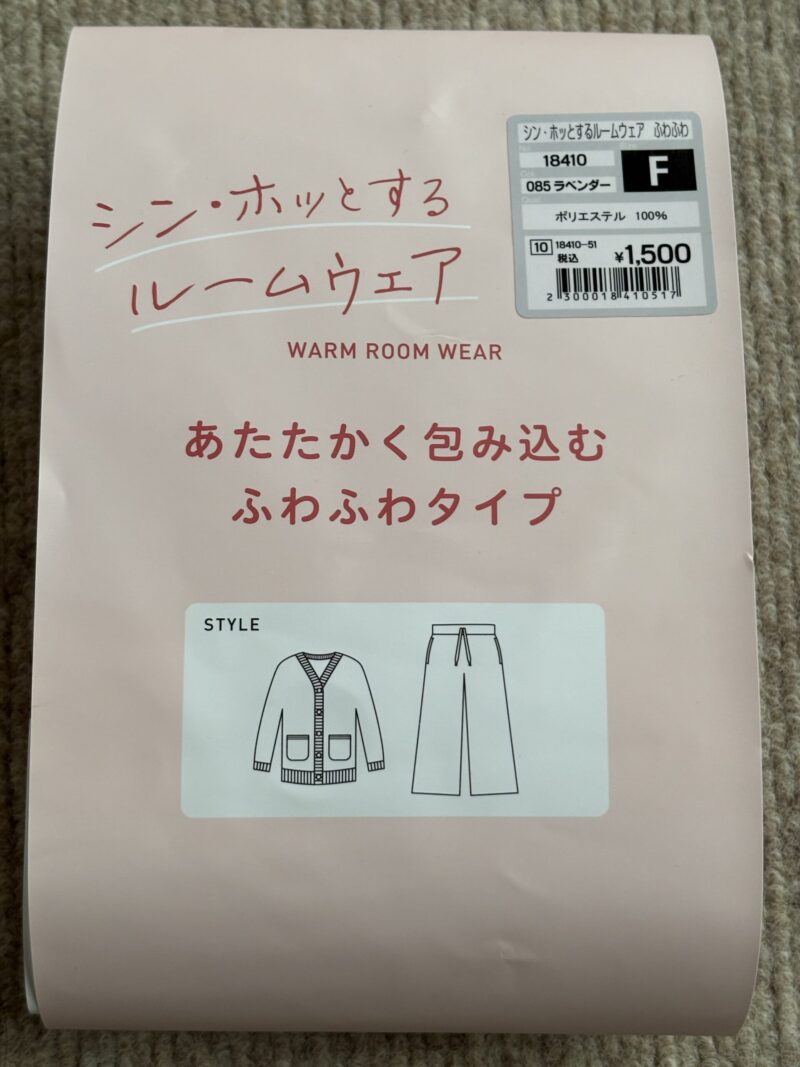 シン・ホッとする
ルームウェア
WARM ROOM WEAR
あたたかく包み込む
ふわふわタイプ
STYLE
シン・ホッとするルームウェア ふわふわ
18410
085 ラベンダー
F
ポリエステル 100%
10 18410-51
税込 ¥1,500
2 300018 410517